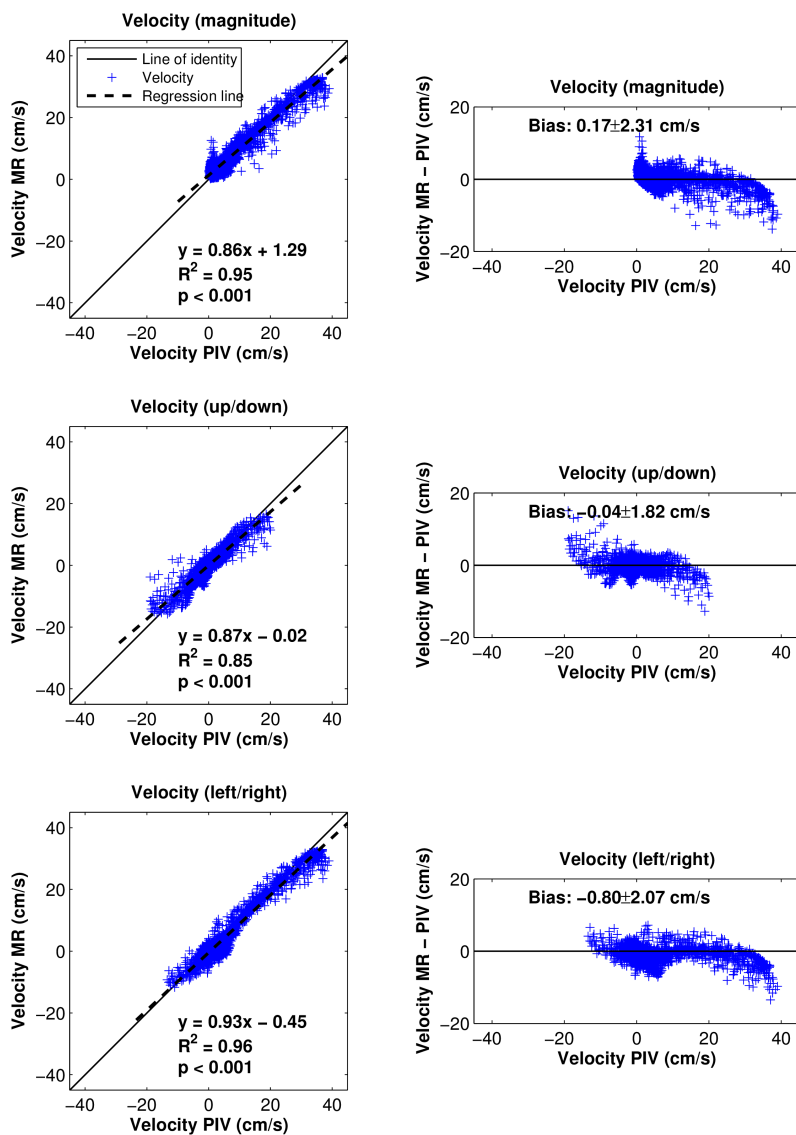 Velocity (magnitude)
Line of identity
Velocity
Regression line
40
20
0
−20
−40
Velocity MR (cm/s)
y = 0.86x + 1.29
R² = 0.95
p < 0.001
−40 −20 0 20 40
Velocity PIV (cm/s)
Velocity (magnitude)
20
0
−20
Velocity MR − PIV (cm/s)
Bias: 0.17±2.31 cm/s
−40 −20 0 20 40
Velocity PIV (cm/s)
Velocity (up/down)
40
20
0
−20
−40
Velocity MR (cm/s)
y = 0.87x − 0.02
R² = 0.85
p < 0.001
−40 −20 0 20 40
Velocity PIV (cm/s)
Velocity (up/down)
20
0
−20
Velocity MR − PIV (cm/s)
Bias: −0.04±1.82 cm/s
−40 −20 0 20 40
Velocity PIV (cm/s)
Velocity (left/right)
40
20
0
−20
−40
Velocity MR (cm/s)
y = 0.93x − 0.45
R² = 0.96
p < 0.001
−40 −20 0 20 40
Velocity PIV (cm/s)
Velocity (left/right)
20
0
−20
Velocity MR − PIV (cm/s)
Bias: −0.80±2.07 cm/s
−40 −20 0 20 40
Velocity PIV (cm/s)